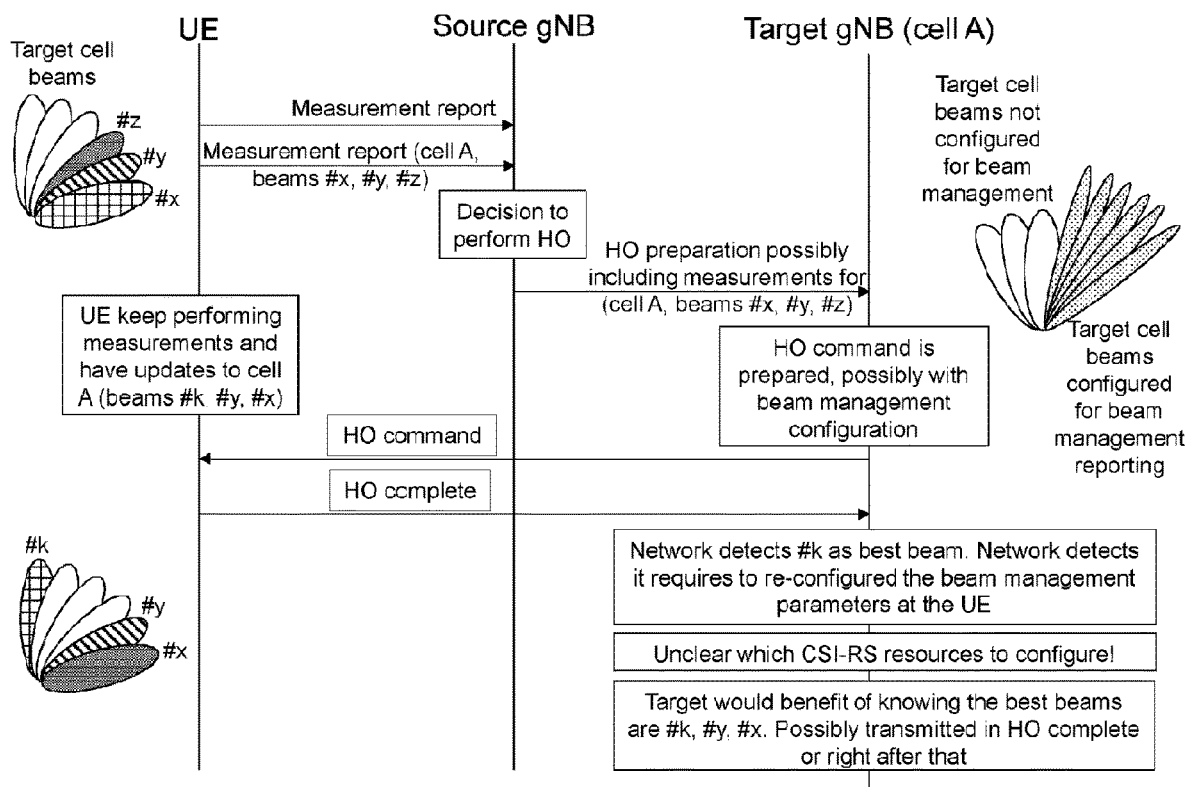 UE
Source gNB
Target gNB (cell A)
Target cell
beams
#z
#y
#x
Measurement report
Measurement report (cell A,
beams #x, #y, #z)
Decision to
perform HO
HO preparation possibly
including measurements for
(cell A, beams #x, #y, #z)
Target cell
beams not
configured
for beam
management
Target cell
beams
configured
for beam
management
reporting
UE keep performing
measurements and
have updates to cell
A (beams #k, #y, #x)
HO command is
prepared, possibly with
beam management
configuration
HO command
HO complete
#k
#y
#x
Network detects #k as best beam. Network detects
it requires to re-configured the beam management
parameters at the UE
Unclear which CSI-RS resources to configure!
Target would benefit of knowing the best beams
are #k, #y, #x. Possibly transmitted in HO complete
or right after that